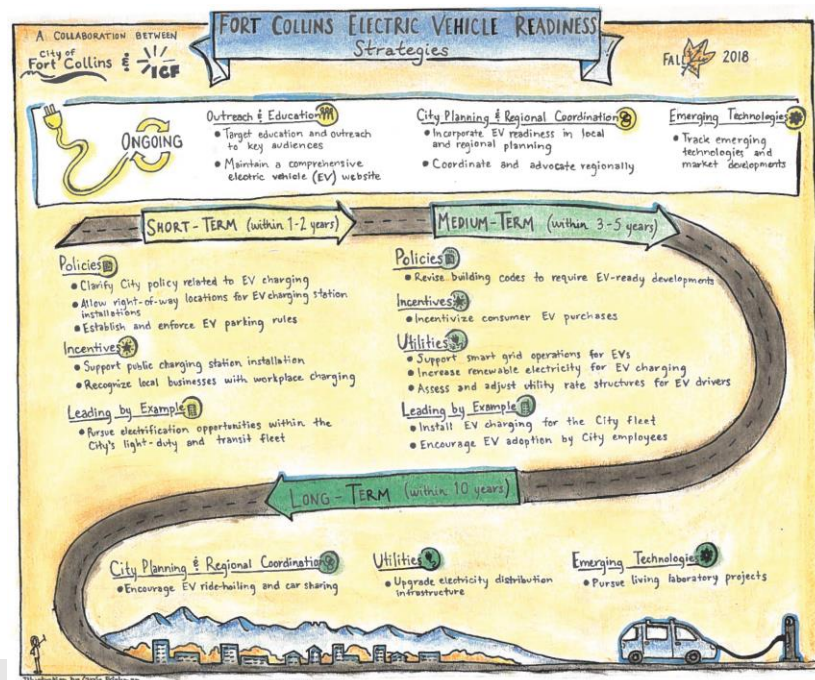 FORT COLLINS ELECTRIC VEHICLE READINESS
Strategies
A COLLABORATION BETWEEN
City of
Fort Collins
and
ICF
FALL 2018
ONGOING
Outreach & Education
• Target education and outreach
to key audiences
• Maintain a comprehensive
electric vehicle (EV) website
City Planning & Regional Coordination
• Incorporate EV readiness in local
and regional planning
• Coordinate and advocate regionally
Emerging Technologies
• Track emerging
technologies and
market developments
SHORT-TERM (within 1-2 years)
Policies
• Clarify City policy related to EV charging
• Allow right-of-way locations for EV charging station
installations
• Establish and enforce EV parking rules
Incentives
• Support public charging station installation
• Recognize local businesses with workplace charging
Leading by Example
• Pursue electrification opportunities within the
City's light-duty and transit fleet
MEDIUM-TERM (within 3-5 years)
Policies
• Revise building codes to require EV-ready developments
Incentives
• Incentivize consumer EV purchases
Utilities
• Support smart grid operations for EVs
• Increase renewable electricity for EV charging
• Assess and adjust utility rate structures for EV drivers
Leading by Example
• Install EV charging for the City fleet
• Encourage EV adoption by City employees
LONG-TERM (within 10 years)
City Planning & Regional Coordination
• Encourage EV ride-hailing and car sharing
Utilities
• Upgrade electricity distribution
infrastructure
Emerging Technologies
• Pursue living laboratory projects